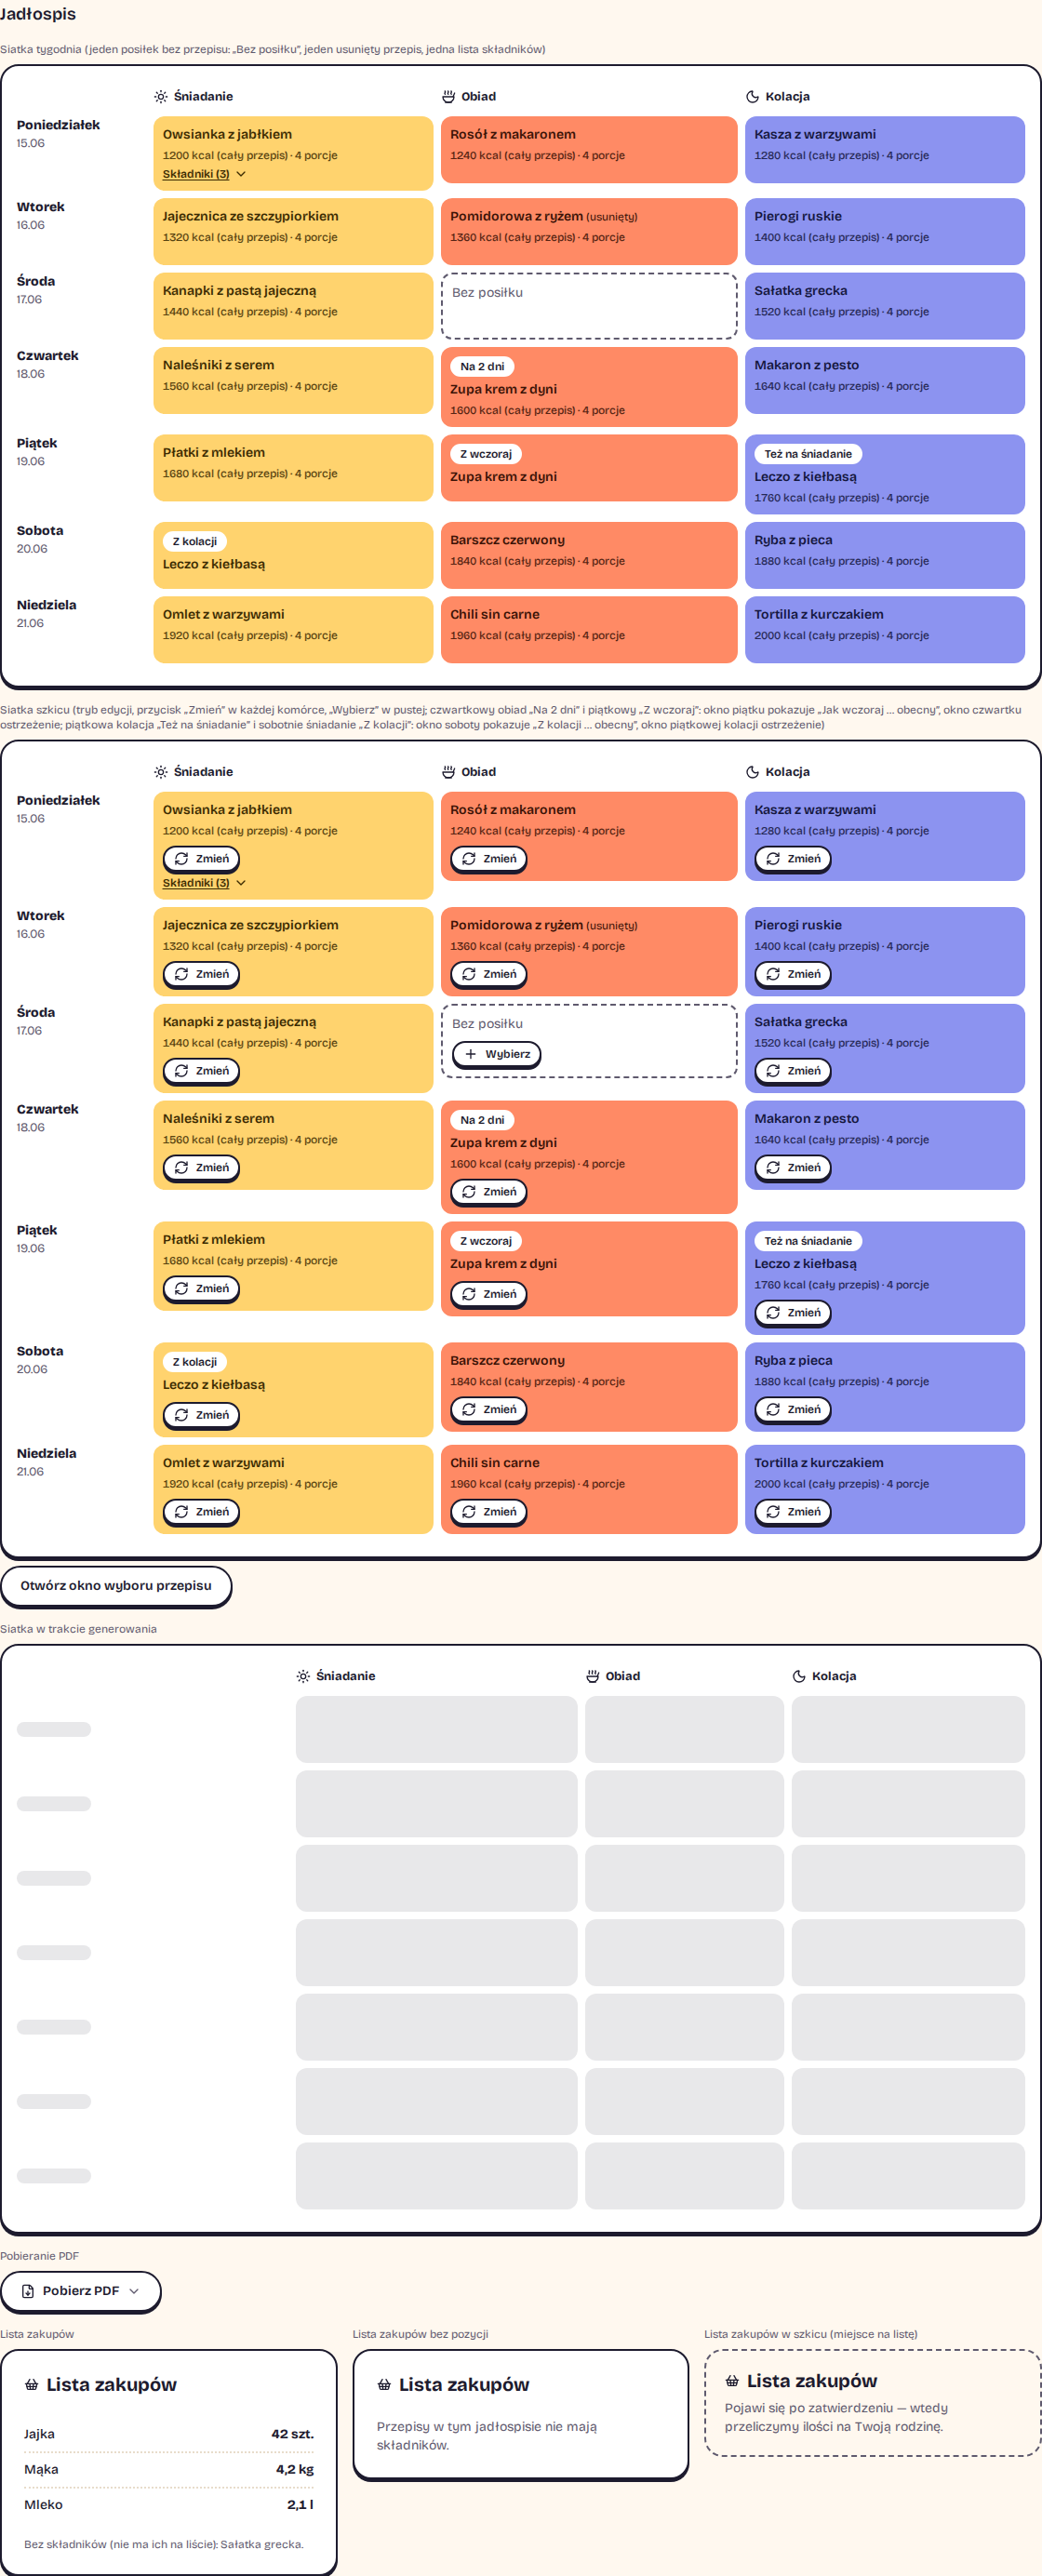 Jadłospis
Siatka tygodnia (jeden posiłek bez przepisu: „Bez posiłku”, jeden usunięty przepis, jedna lista składników)
Śniadanie Obiad Kolacja
Poniedziałek
15.06
Owsianka z jabłkiem
1200 kcal (cały przepis) · 4 porcje
Składniki (3)
Rosół z makaronem
1240 kcal (cały przepis) · 4 porcje
Kasza z warzywami
1280 kcal (cały przepis) · 4 porcje
Wtorek
16.06
Jajecznica ze szczypiorkiem
1320 kcal (cały przepis) · 4 porcje
Pomidorowa z ryżem (usunięty)
1360 kcal (cały przepis) · 4 porcje
Pierogi ruskie
1400 kcal (cały przepis) · 4 porcje
Środa
17.06
Kanapki z pastą jajeczną
1440 kcal (cały przepis) · 4 porcje
Bez posiłku
Sałatka grecka
1520 kcal (cały przepis) · 4 porcje
Czwartek
18.06
Naleśniki z serem
1560 kcal (cały przepis) · 4 porcje
Na 2 dni
Zupa krem z dyni
1600 kcal (cały przepis) · 4 porcje
Makaron z pesto
1640 kcal (cały przepis) · 4 porcje
Piątek
19.06
Płatki z mlekiem
1680 kcal (cały przepis) · 4 porcje
Z wczoraj
Zupa krem z dyni
Też na śniadanie
Leczo z kiełbasą
1760 kcal (cały przepis) · 4 porcje
Sobota
20.06
Z kolacji
Leczo z kiełbasą
Barszcz czerwony
1840 kcal (cały przepis) · 4 porcje
Ryba z pieca
1880 kcal (cały przepis) · 4 porcje
Niedziela
21.06
Omlet z warzywami
1920 kcal (cały przepis) · 4 porcje
Chili sin carne
1960 kcal (cały przepis) · 4 porcje
Tortilla z kurczakiem
2000 kcal (cały przepis) · 4 porcje
Siatka szkicu (tryb edycji, przycisk „Zmień” w każdej komórce, „Wybierz” w pustej; czwartkowy obiad „Na 2 dni” i piątkowy „Z wczoraj”: okno piątku pokazuje „Jak wczoraj … obecny”, okno czwartku
ostrzeżenie; piątkowa kolacja „Też na śniadanie” i sobotnie śniadanie „Z kolacji”: okno soboty pokazuje „Z kolacji … obecny”, okno piątkowej kolacji ostrzeżenie)
Śniadanie Obiad Kolacja
Poniedziałek
15.06
Owsianka z jabłkiem
1200 kcal (cały przepis) · 4 porcje
Zmień
Składniki (3)
Rosół z makaronem
1240 kcal (cały przepis) · 4 porcje
Zmień
Kasza z warzywami
1280 kcal (cały przepis) · 4 porcje
Zmień
Wtorek
16.06
Jajecznica ze szczypiorkiem
1320 kcal (cały przepis) · 4 porcje
Zmień
Pomidorowa z ryżem (usunięty)
1360 kcal (cały przepis) · 4 porcje
Zmień
Pierogi ruskie
1400 kcal (cały przepis) · 4 porcje
Zmień
Środa
17.06
Kanapki z pastą jajeczną
1440 kcal (cały przepis) · 4 porcje
Zmień
Bez posiłku
Wybierz
Sałatka grecka
1520 kcal (cały przepis) · 4 porcje
Zmień
Czwartek
18.06
Naleśniki z serem
1560 kcal (cały przepis) · 4 porcje
Zmień
Na 2 dni
Zupa krem z dyni
1600 kcal (cały przepis) · 4 porcje
Zmień
Makaron z pesto
1640 kcal (cały przepis) · 4 porcje
Zmień
Piątek
19.06
Płatki z mlekiem
1680 kcal (cały przepis) · 4 porcje
Zmień
Z wczoraj
Zupa krem z dyni
Zmień
Też na śniadanie
Leczo z kiełbasą
1760 kcal (cały przepis) · 4 porcje
Zmień
Sobota
20.06
Z kolacji
Leczo z kiełbasą
Zmień
Barszcz czerwony
1840 kcal (cały przepis) · 4 porcje
Zmień
Ryba z pieca
1880 kcal (cały przepis) · 4 porcje
Zmień
Niedziela
21.06
Omlet z warzywami
1920 kcal (cały przepis) · 4 porcje
Zmień
Chili sin carne
1960 kcal (cały przepis) · 4 porcje
Zmień
Tortilla z kurczakiem
2000 kcal (cały przepis) · 4 porcje
Zmień
Otwórz okno wyboru przepisu
Siatka w trakcie generowania
Śniadanie Obiad Kolacja
Pobieranie PDF
Pobierz PDF
Lista zakupów
Lista zakupów
Jajka 42 szt.
Mąka 4,2 kg
Mleko 2,1 l
Bez składników (nie ma ich na liście): Sałatka grecka.
Lista zakupów bez pozycji
Lista zakupów
Przepisy w tym jadłospisie nie mają
składników.
Lista zakupów w szkicu (miejsce na listę)
Lista zakupów
Pojawi się po zatwierdzeniu — wtedy
przeliczymy ilości na Twoją rodzinę.